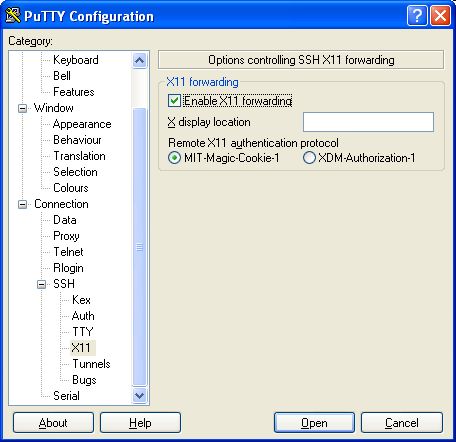 PuTTY Configuration
Category:
Keyboard
Bell
Features
Window
Appearance
Behaviour
Translation
Selection
Colours
Connection
Data
Proxy
Telnet
Rlogin
SSH
Kex
Auth
TTY
X11
Tunnels
Bugs
Serial
Options controlling SSH X11 forwarding
X11 forwarding
Enable X11 forwarding
X display location
Remote X11 authentication protocol
MIT-Magic-Cookie-1 XDM-Authorization-1
About Help Open Cancel